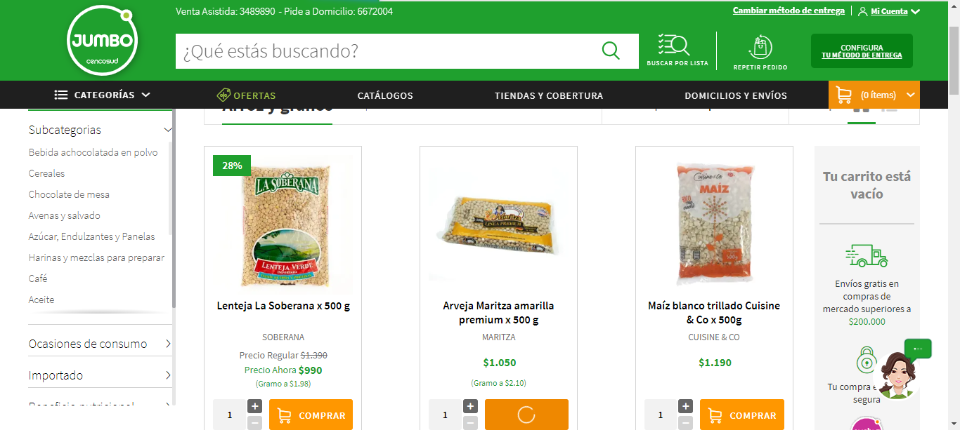 Venta Asistida: 3489890 - Pide a Domicilio: 6672004
Cambiar método de entrega
Mi Cuenta
JUMBO
cencosud
¿Qué estás buscando?
BUSCAR POR LISTA
REPETIR PEDIDO
CONFIGURA
TU MÉTODO DE ENTREGA
CATEGORÍAS
OFERTAS
CATÁLOGOS
TIENDAS Y COBERTURA
DOMICILIOS Y ENVÍOS
(0 ítems)
Arroz y granos
Subcategorias
Bebida achocolatada en polvo
Cereales
Chocolate de mesa
Avenas y salvado
Azúcar, Endulzantes y Panelas
Harinas y mezclas para preparar
Café
Aceite
Ocasiones de consumo
Importado
Beneficio nutricional
28%
LA SOBERANA
LENTEJA VERDE
Lenteja La Soberana x 500 g
SOBERANA
Precio Regular $1.390
Precio Ahora $990
(Gramo a $1.98)
1
COMPRAR
Maritza
Arveja Maritza amarilla
premium x 500 g
MARITZA
$1.050
(Gramo a $2.10)
1
MAÍZ
Maíz blanco trillado Cuisine
& Co x 500g
CUISINE & CO
$1.190
1
COMPRAR
Tu carrito está
vacío
Envíos gratis en
compras de
mercado superiores a
$200.000
Tu compra
segura